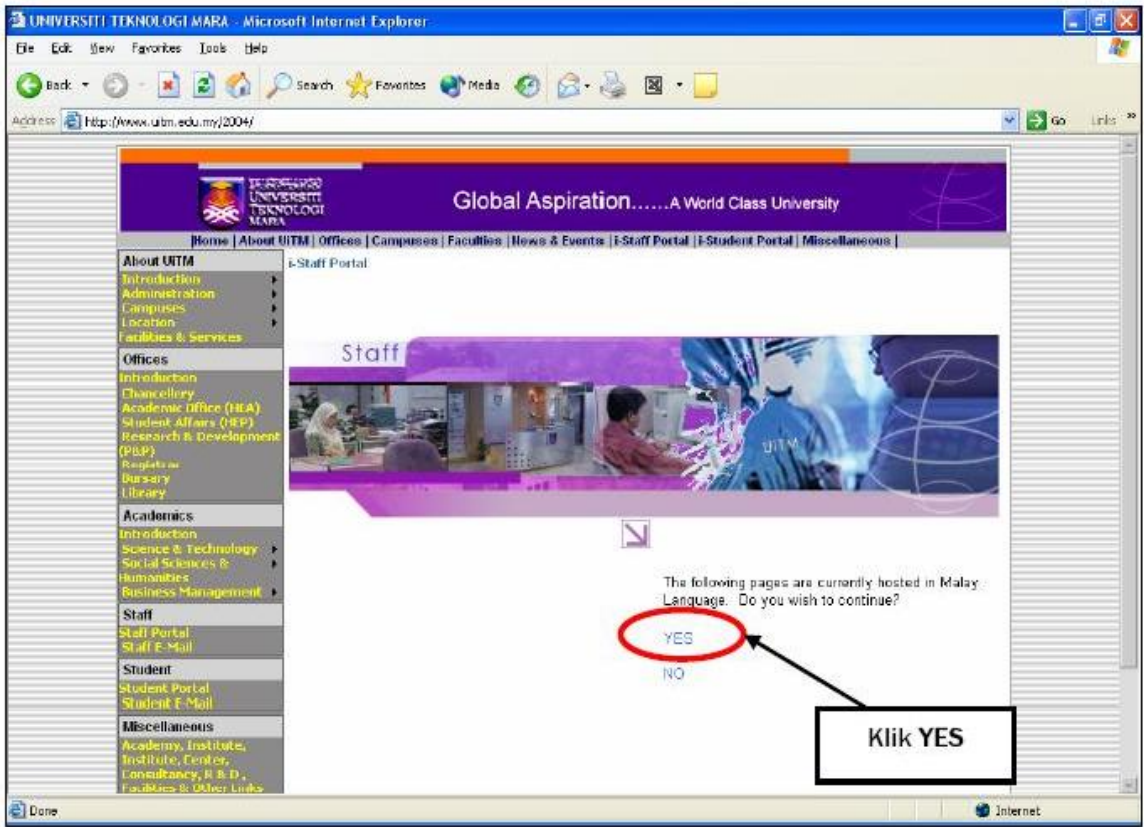 UNIVERSITI TEKNOLOGI MARA - Microsoft Internet Explorer
File Edit View Favorites Tools Help
Back Search Favorites Media
Address http://www.uitm.edu.my/2004/ Go Links »
UNIVERSITI
TEKNOLOGI
MARA
Global Aspiration......A World Class University
|Home | About UiTM | Offices | Campuses | Faculties | News & Events | i-Staff Portal | i-Student Portal | Miscellaneous |
About UiTM
Introduction
Administration
Campuses
Location
Facilities & Services
Offices
Introduction
Chancellery
Academic Office (HEA)
Student Affairs (HEP)
Research & Development
(P&P)
Registrar
Bursary
Library
Academics
Introduction
Science & Technology
Social Sciences &
Humanities
Business Management
Staff
Staff Portal
Staff E-Mail
Student
Student Portal
Student E-Mail
Miscellaneous
Academy, Institute,
Institute, Center,
Consultancy, R & D ,
Facilities & Other Links
i-Staff Portal
Staff
UiTM
The following pages are currently hosted in Malay
Language. Do you wish to continue?
YES
NO
Klik YES
Done
Internet